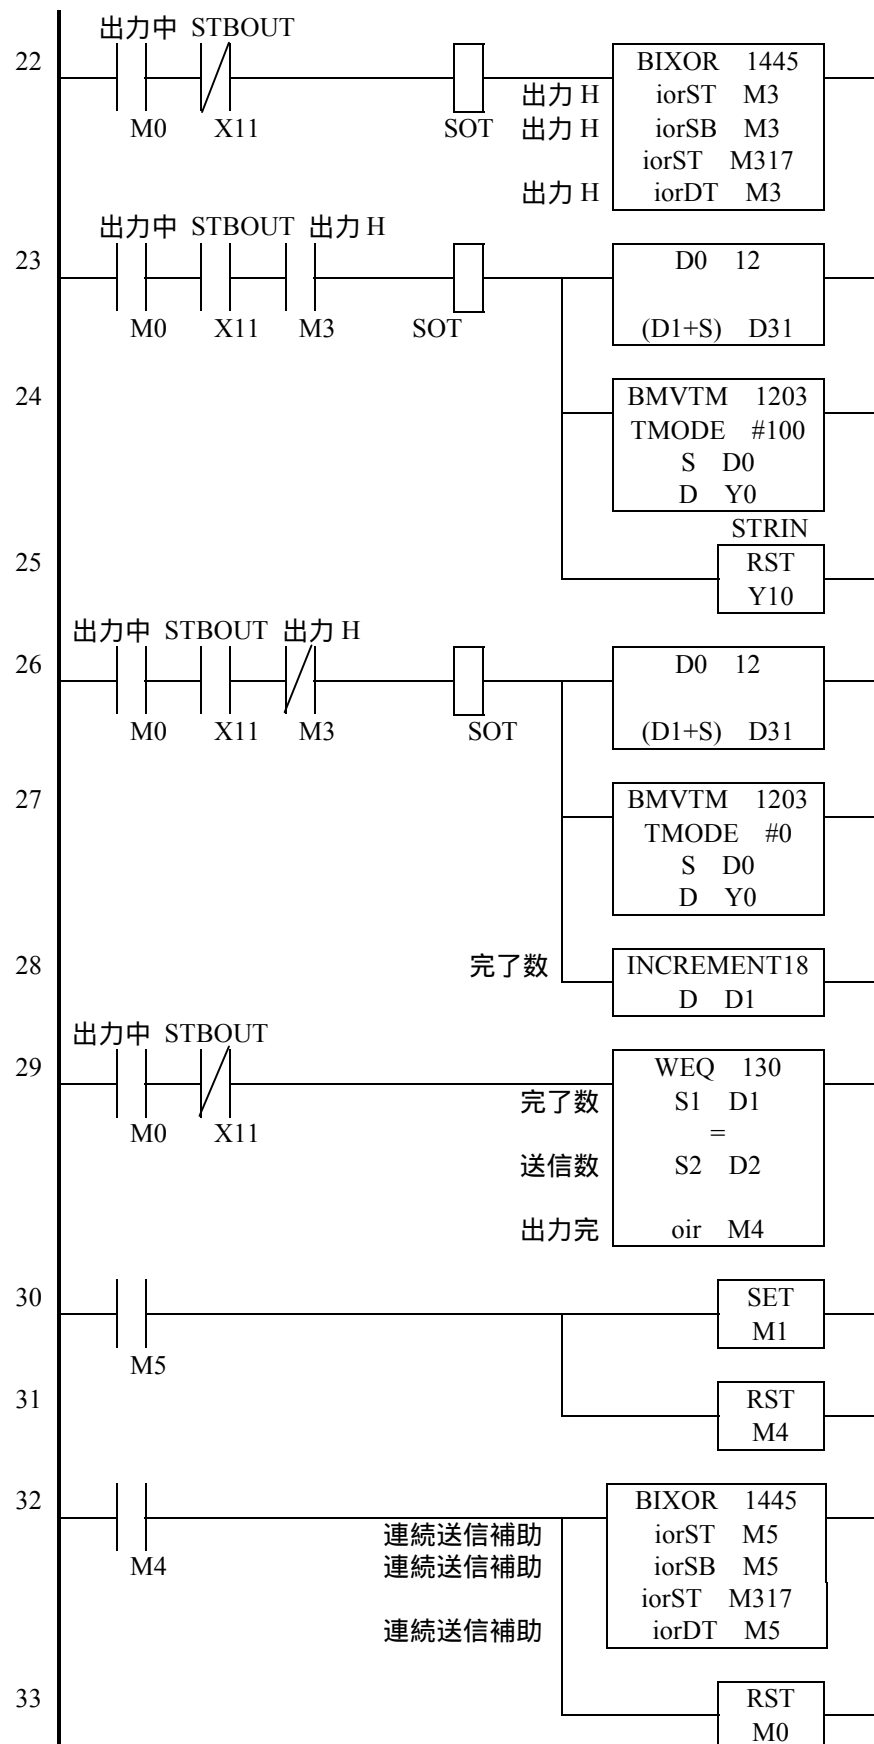 出力中 STBOUT
22
BIXOR 1445
出力 H iorST M3
M0 X11 SOT 出力 H iorSB M3
iorST M317
出力 H iorDT M3
出力中 STBOUT 出力 H
23
D0 12
M0 X11 M3 SOT (D1+S) D31
24
BMVTM 1203
TMODE #100
S D0
D Y0
STRIN
25
RST
Y10
出力中 STBOUT 出力 H
26
D0 12
M0 X11 M3 SOT (D1+S) D31
27
BMVTM 1203
TMODE #0
S D0
D Y0
28
完了数 INCREMENT18
D D1
出力中 STBOUT
29
WEQ 130
完了数 S1 D1
M0 X11 =
送信数 S2 D2
出力完 oir M4
30
SET
M1
M5
31
RST
M4
32
BIXOR 1445
連続送信補助 iorST M5
M4 連続送信補助 iorSB M5
iorST M317
連続送信補助 iorDT M5
33
RST
M0